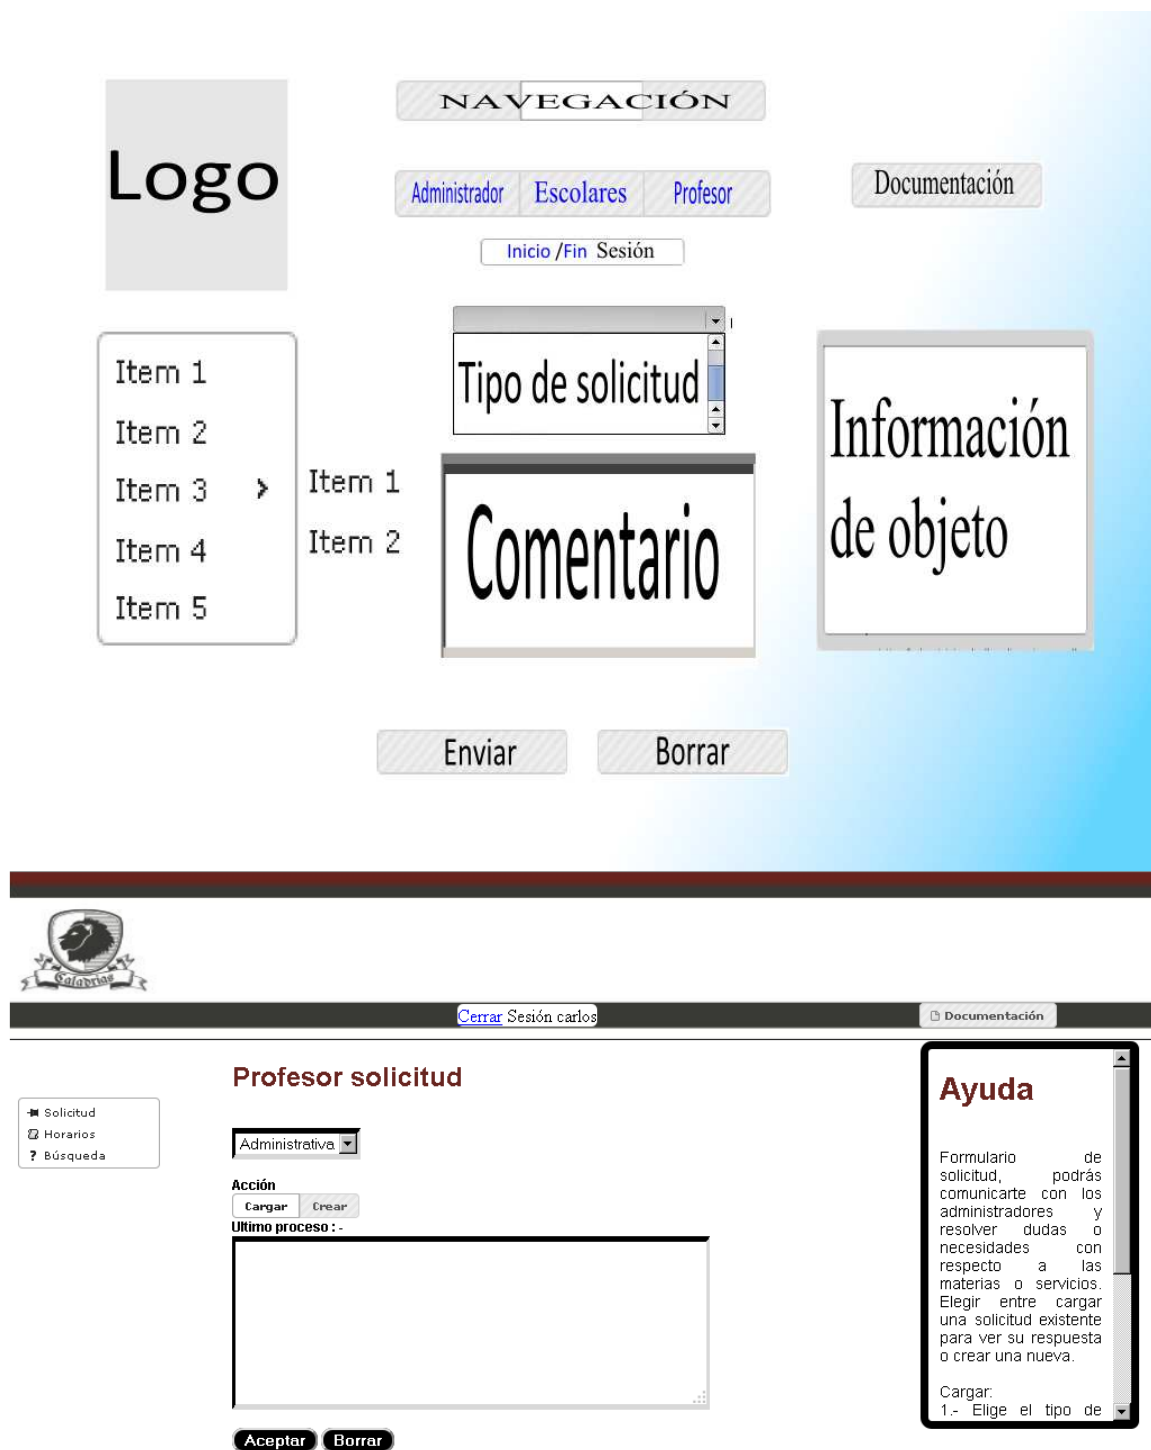 Logo
NAVEGACIÓN
Administrador Escolares Profesor
Documentación
Inicio /Fin Sesión
Item 1
Item 2
Item 3
Item 4
Item 5
Item 1
Item 2
Tipo de solicitud
Comentario
Información
de objeto
Enviar Borrar
Calabrias
Cerrar Sesión carlos
Documentación
Solicitud
Horarios
? Búsqueda
Profesor solicitud
Administrativa
Acción
Cargar Crear
Ultimo proceso : -
Aceptar Borrar
Ayuda
Formulario de
solicitud, podrás
comunicarte con los
administradores y
resolver dudas o
necesidades con
respecto a las
materias o servicios.
Elegir entre cargar
una solicitud existente
para ver su respuesta
o crear una nueva.
Cargar:
1.- Elige el tipo de